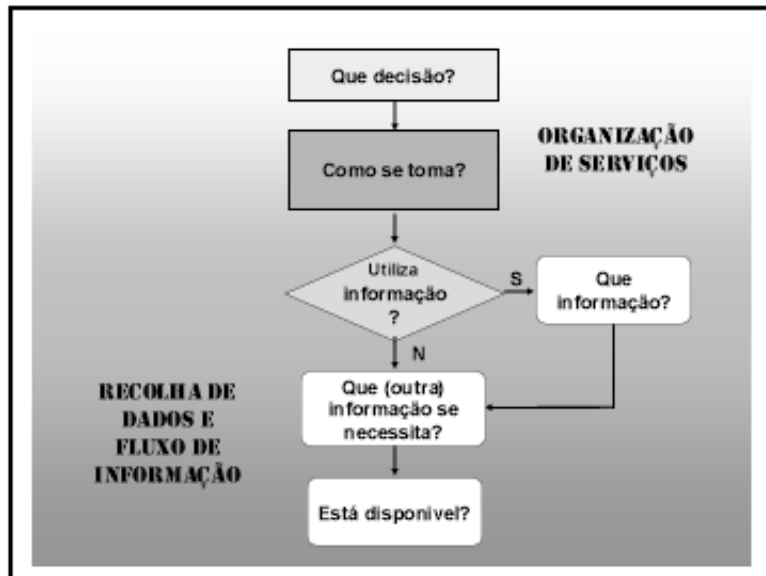 Que decisão?
ORGANIZAÇÃO
DE SERVIÇOS
Como se toma?
Utiliza
informação
?
S
Que
informação?
N
RECOLHA DE
DADOS E
FLUXO DE
INFORMAÇÃO
Que (outra)
informação se
necessita?
Está disponivel?